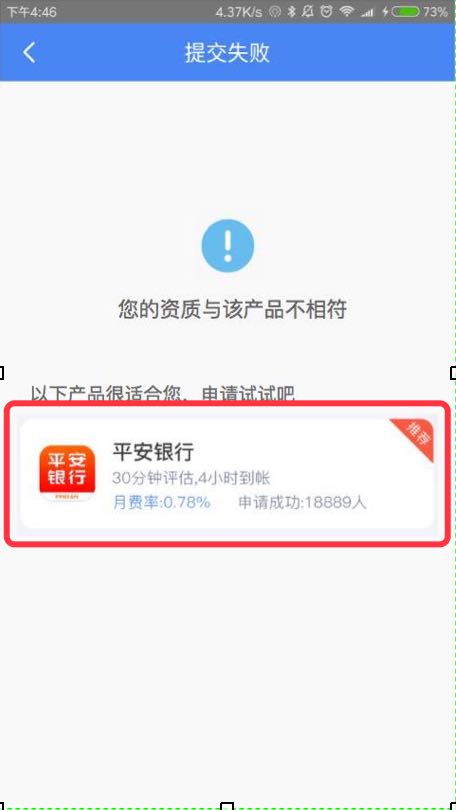 下午4:46 4.37K/s 73%
提交失败
您的资质与该产品不相符
以下产品很适合您，申请试试吧
推荐
平安银行
平安
银行
30分钟评估,4小时到帐
月费率:0.78% 申请成功:18889人